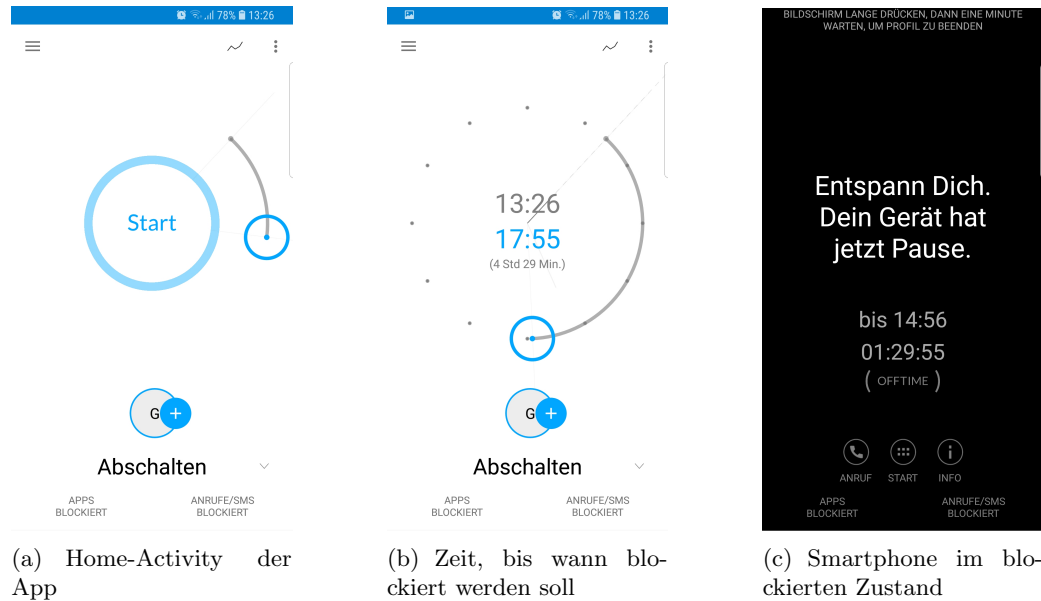 78% 13:26
Start
G +
Abschalten
APPS
BLOCKIERT
ANRUFE/SMS
BLOCKIERT
(a) Home-Activity der
App
78% 13:26
13:26
17:55
(4 Std 29 Min.)
G +
Abschalten
APPS
BLOCKIERT
ANRUFE/SMS
BLOCKIERT
(b) Zeit, bis wann blo-
ckiert werden soll
BILDSCHIRM LANGE DRÜCKEN, DANN EINE MINUTE
WARTEN, UM PROFIL ZU BEENDEN
Entspann Dich.
Dein Gerät hat
jetzt Pause.
bis 14:56
01:29:55
( OFFTIME )
ANRUF START INFO
APPS
BLOCKIERT
ANRUFE/SMS
BLOCKIERT
(c) Smartphone im blo-
ckierten Zustand